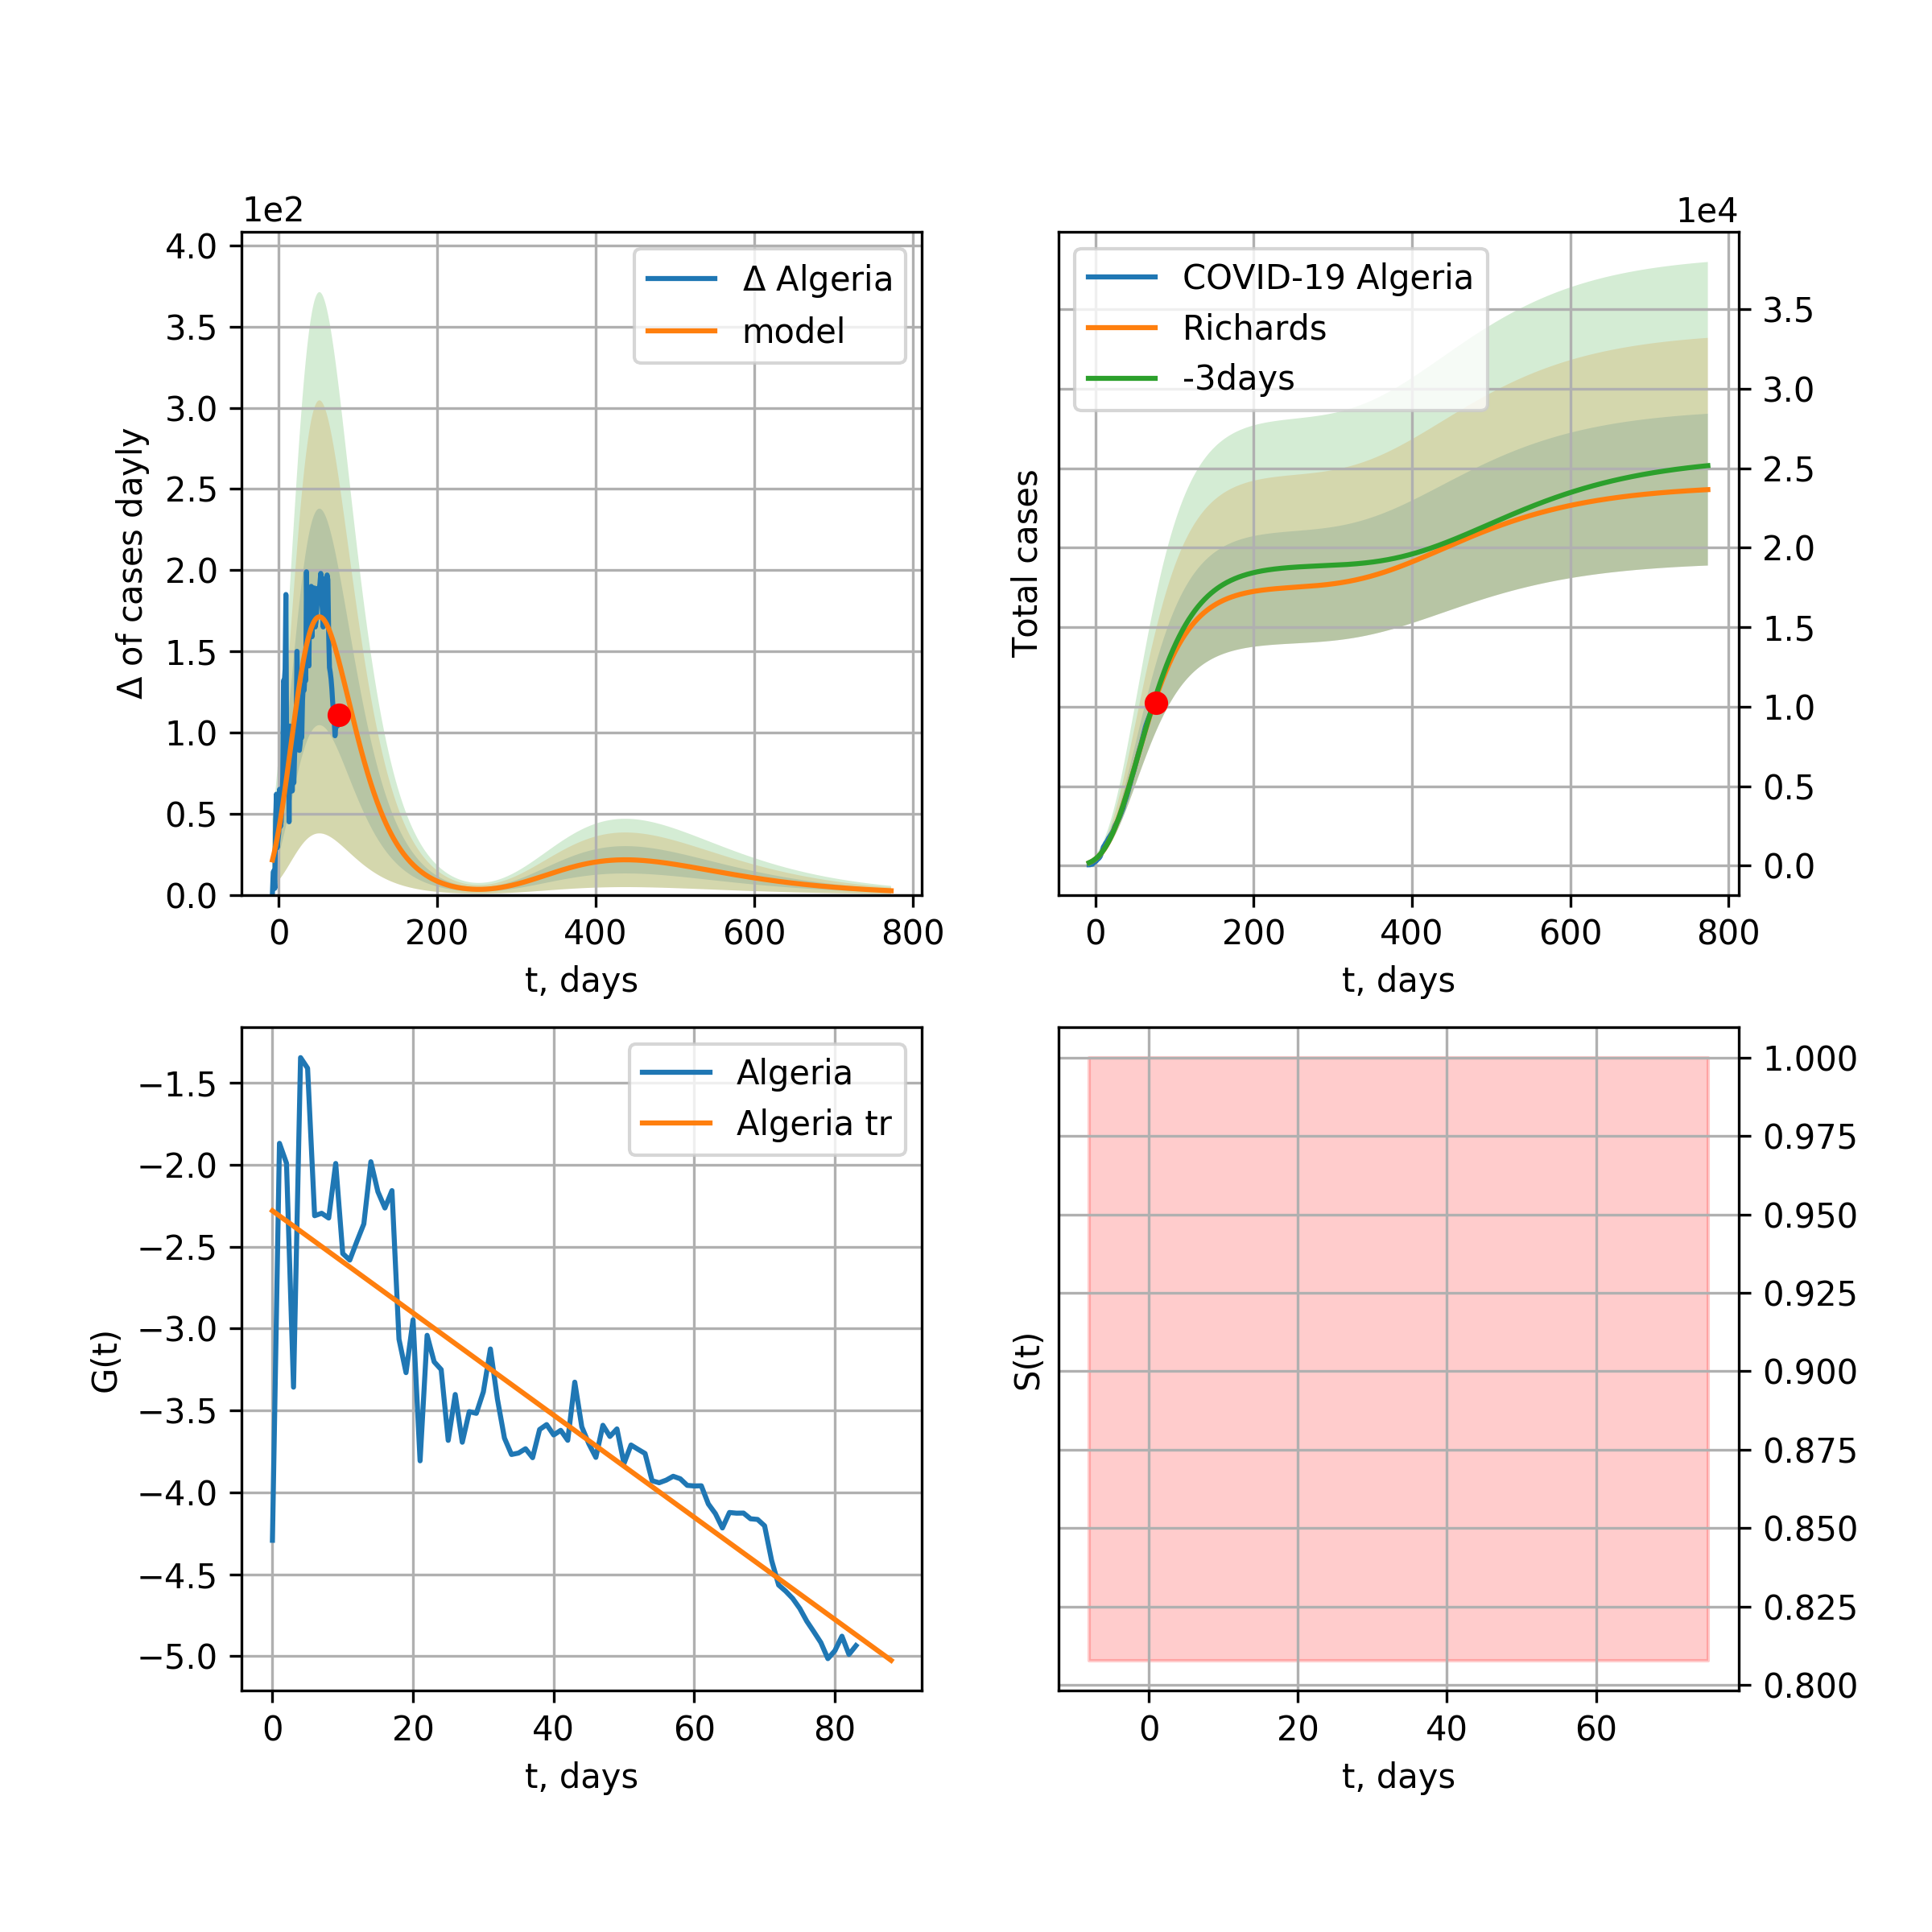 1e2
4.0
3.5
3.0
2.5
2.0
1.5
1.0
0.5
0.0
Δ of cases dayly
Δ Algeria
model
0 200 400 600 800
t, days
1e4
COVID-19 Algeria
Richards
-3days
Total cases
3.5
3.0
2.5
2.0
1.5
1.0
0.5
0.0
0 200 400 600 800
t, days
−1.5
−2.0
−2.5
−3.0
−3.5
−4.0
−4.5
−5.0
G(t)
Algeria
Algeria tr
0 20 40 60 80
t, days
S(t)
1.000
0.975
0.950
0.925
0.900
0.875
0.850
0.825
0.800
0 20 40 60
t, days